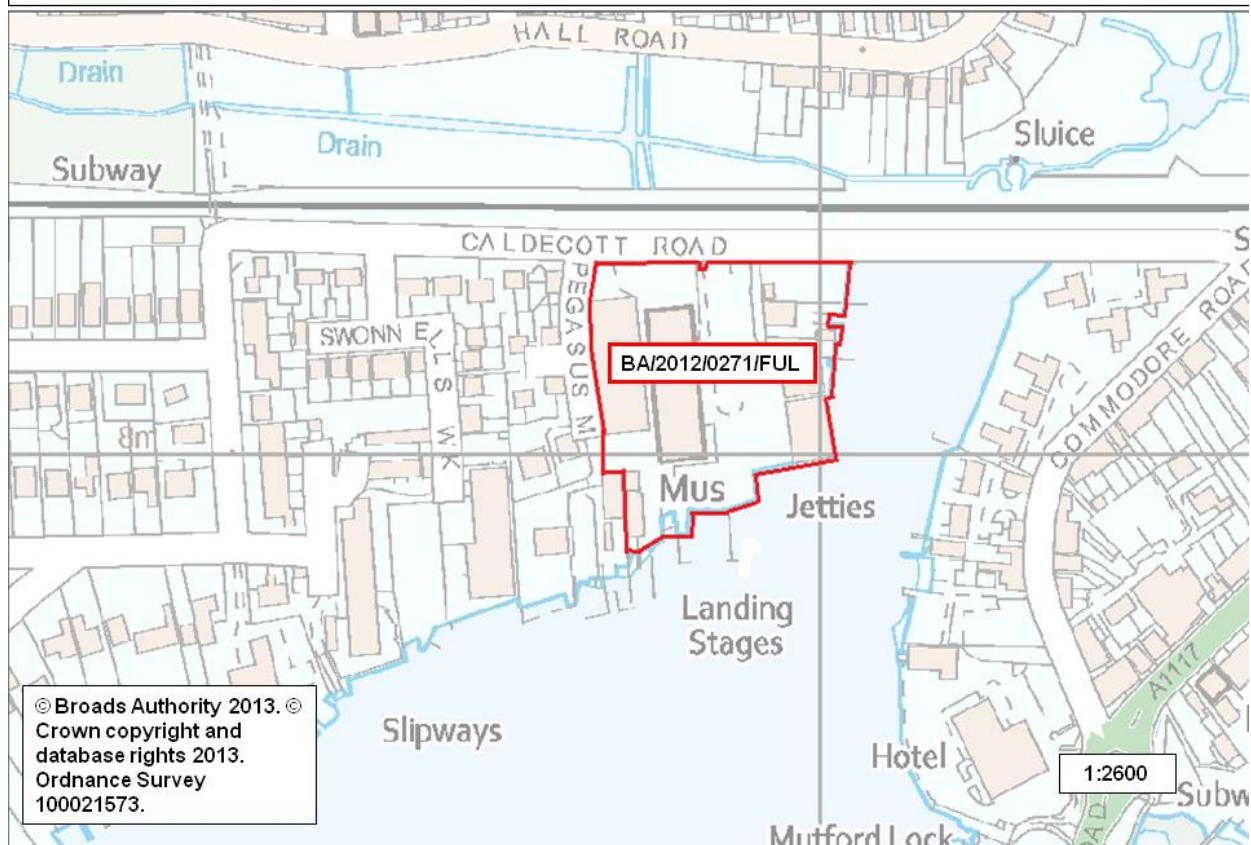 HALL ROAD
Drain
Drain
Sluice
Subway
CALDECOTT ROAD
PEGASUS M
COMMODORE ROAD
SWONNELLS WK
BA/2012/0271/FUL
8m
Mus
Jetties
Landing
Stages
A1117
© Broads Authority 2013. ©
Crown copyright and
database rights 2013.
Ordnance Survey
100021573.
Slipways
Hotel
1:2600
Subw
OAD
Mutford Lock